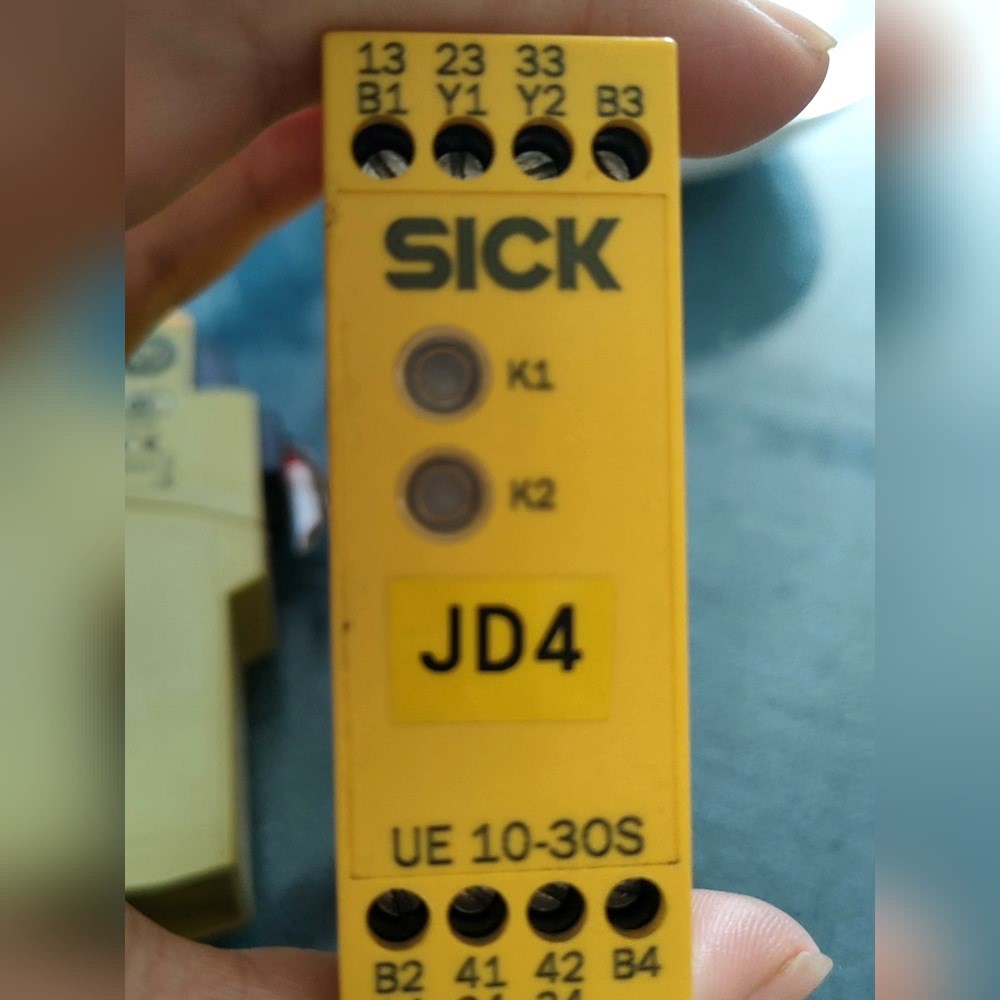 13 23 33
B1 Y1 Y2 B3
SICK
K1
K2
JD4
UE 10-30S
B2 41 42 B4